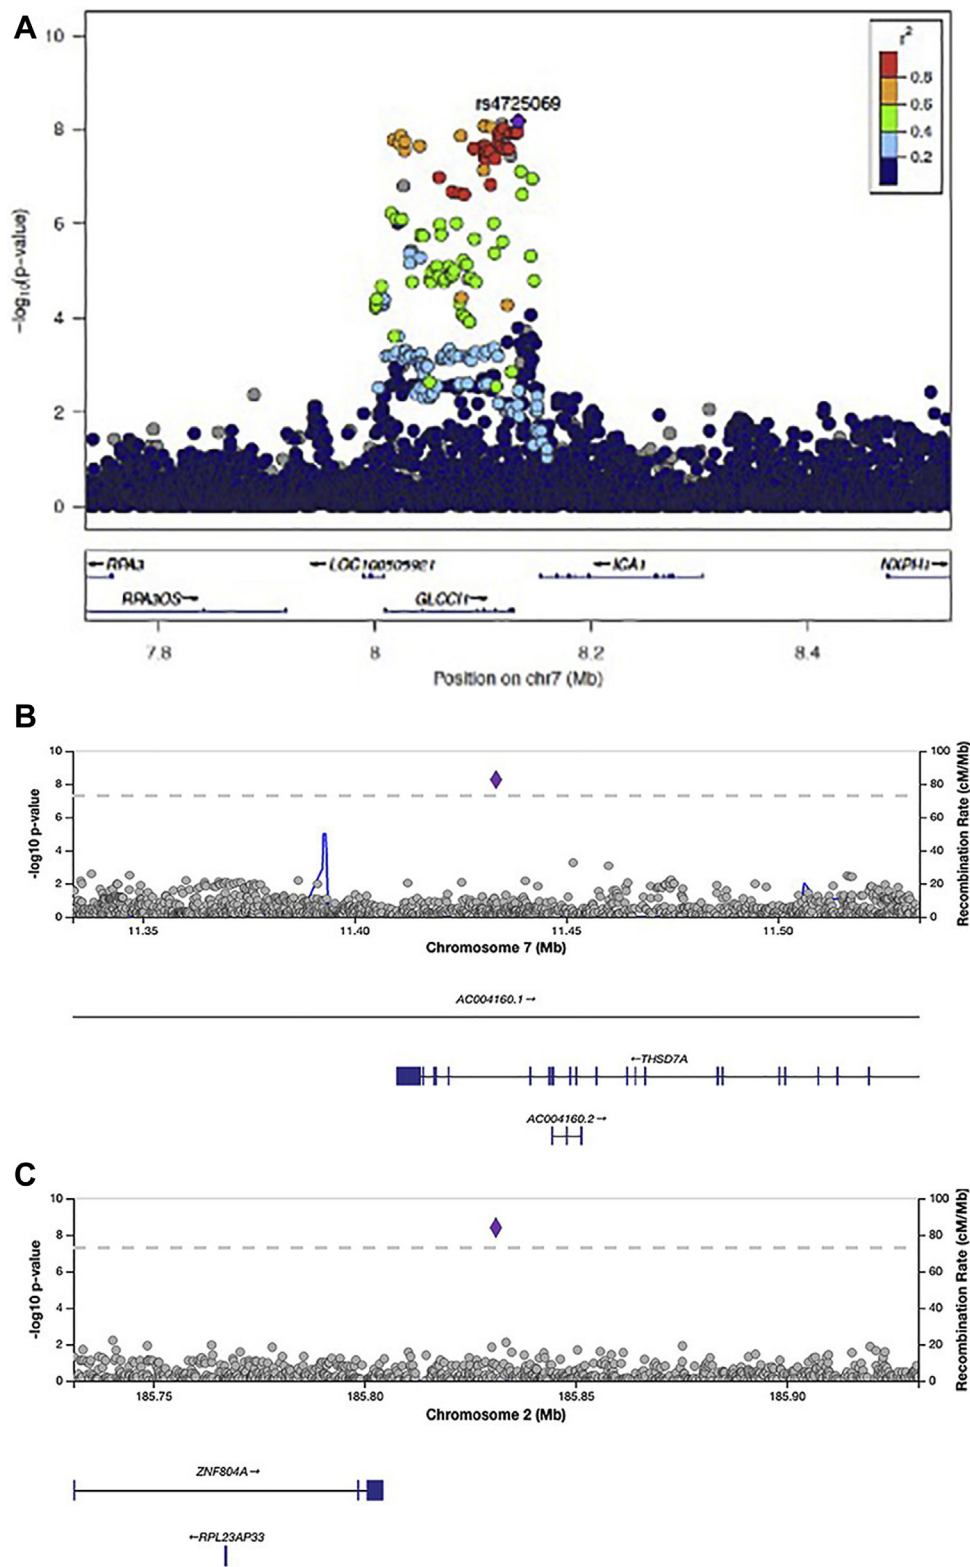 A
10
8
6
4
2
0
-log10(p-value)
rs4725069
r2
0.8
0.6
0.4
0.2
←RPA3
←LOC100505921
←ICA1
NXPH1→
RPA3OS→
GLCCI1→
7.8 8 8.2 8.4
Position on chr7 (Mb)
B
10
8
6
4
2
0
-log10 p-value
100
80
60
40
20
0
Recombination Rate (cM/Mb)
11.35 11.40 11.45 11.50
Chromosome 7 (Mb)
AC004160.1→
←THSD7A
AC004160.2→
C
10
8
6
4
2
0
-log10 p-value
100
80
60
40
20
0
Recombination Rate (cM/Mb)
185.75 185.80 185.85 185.90
Chromosome 2 (Mb)
ZNF804A→
←RPL23AP33